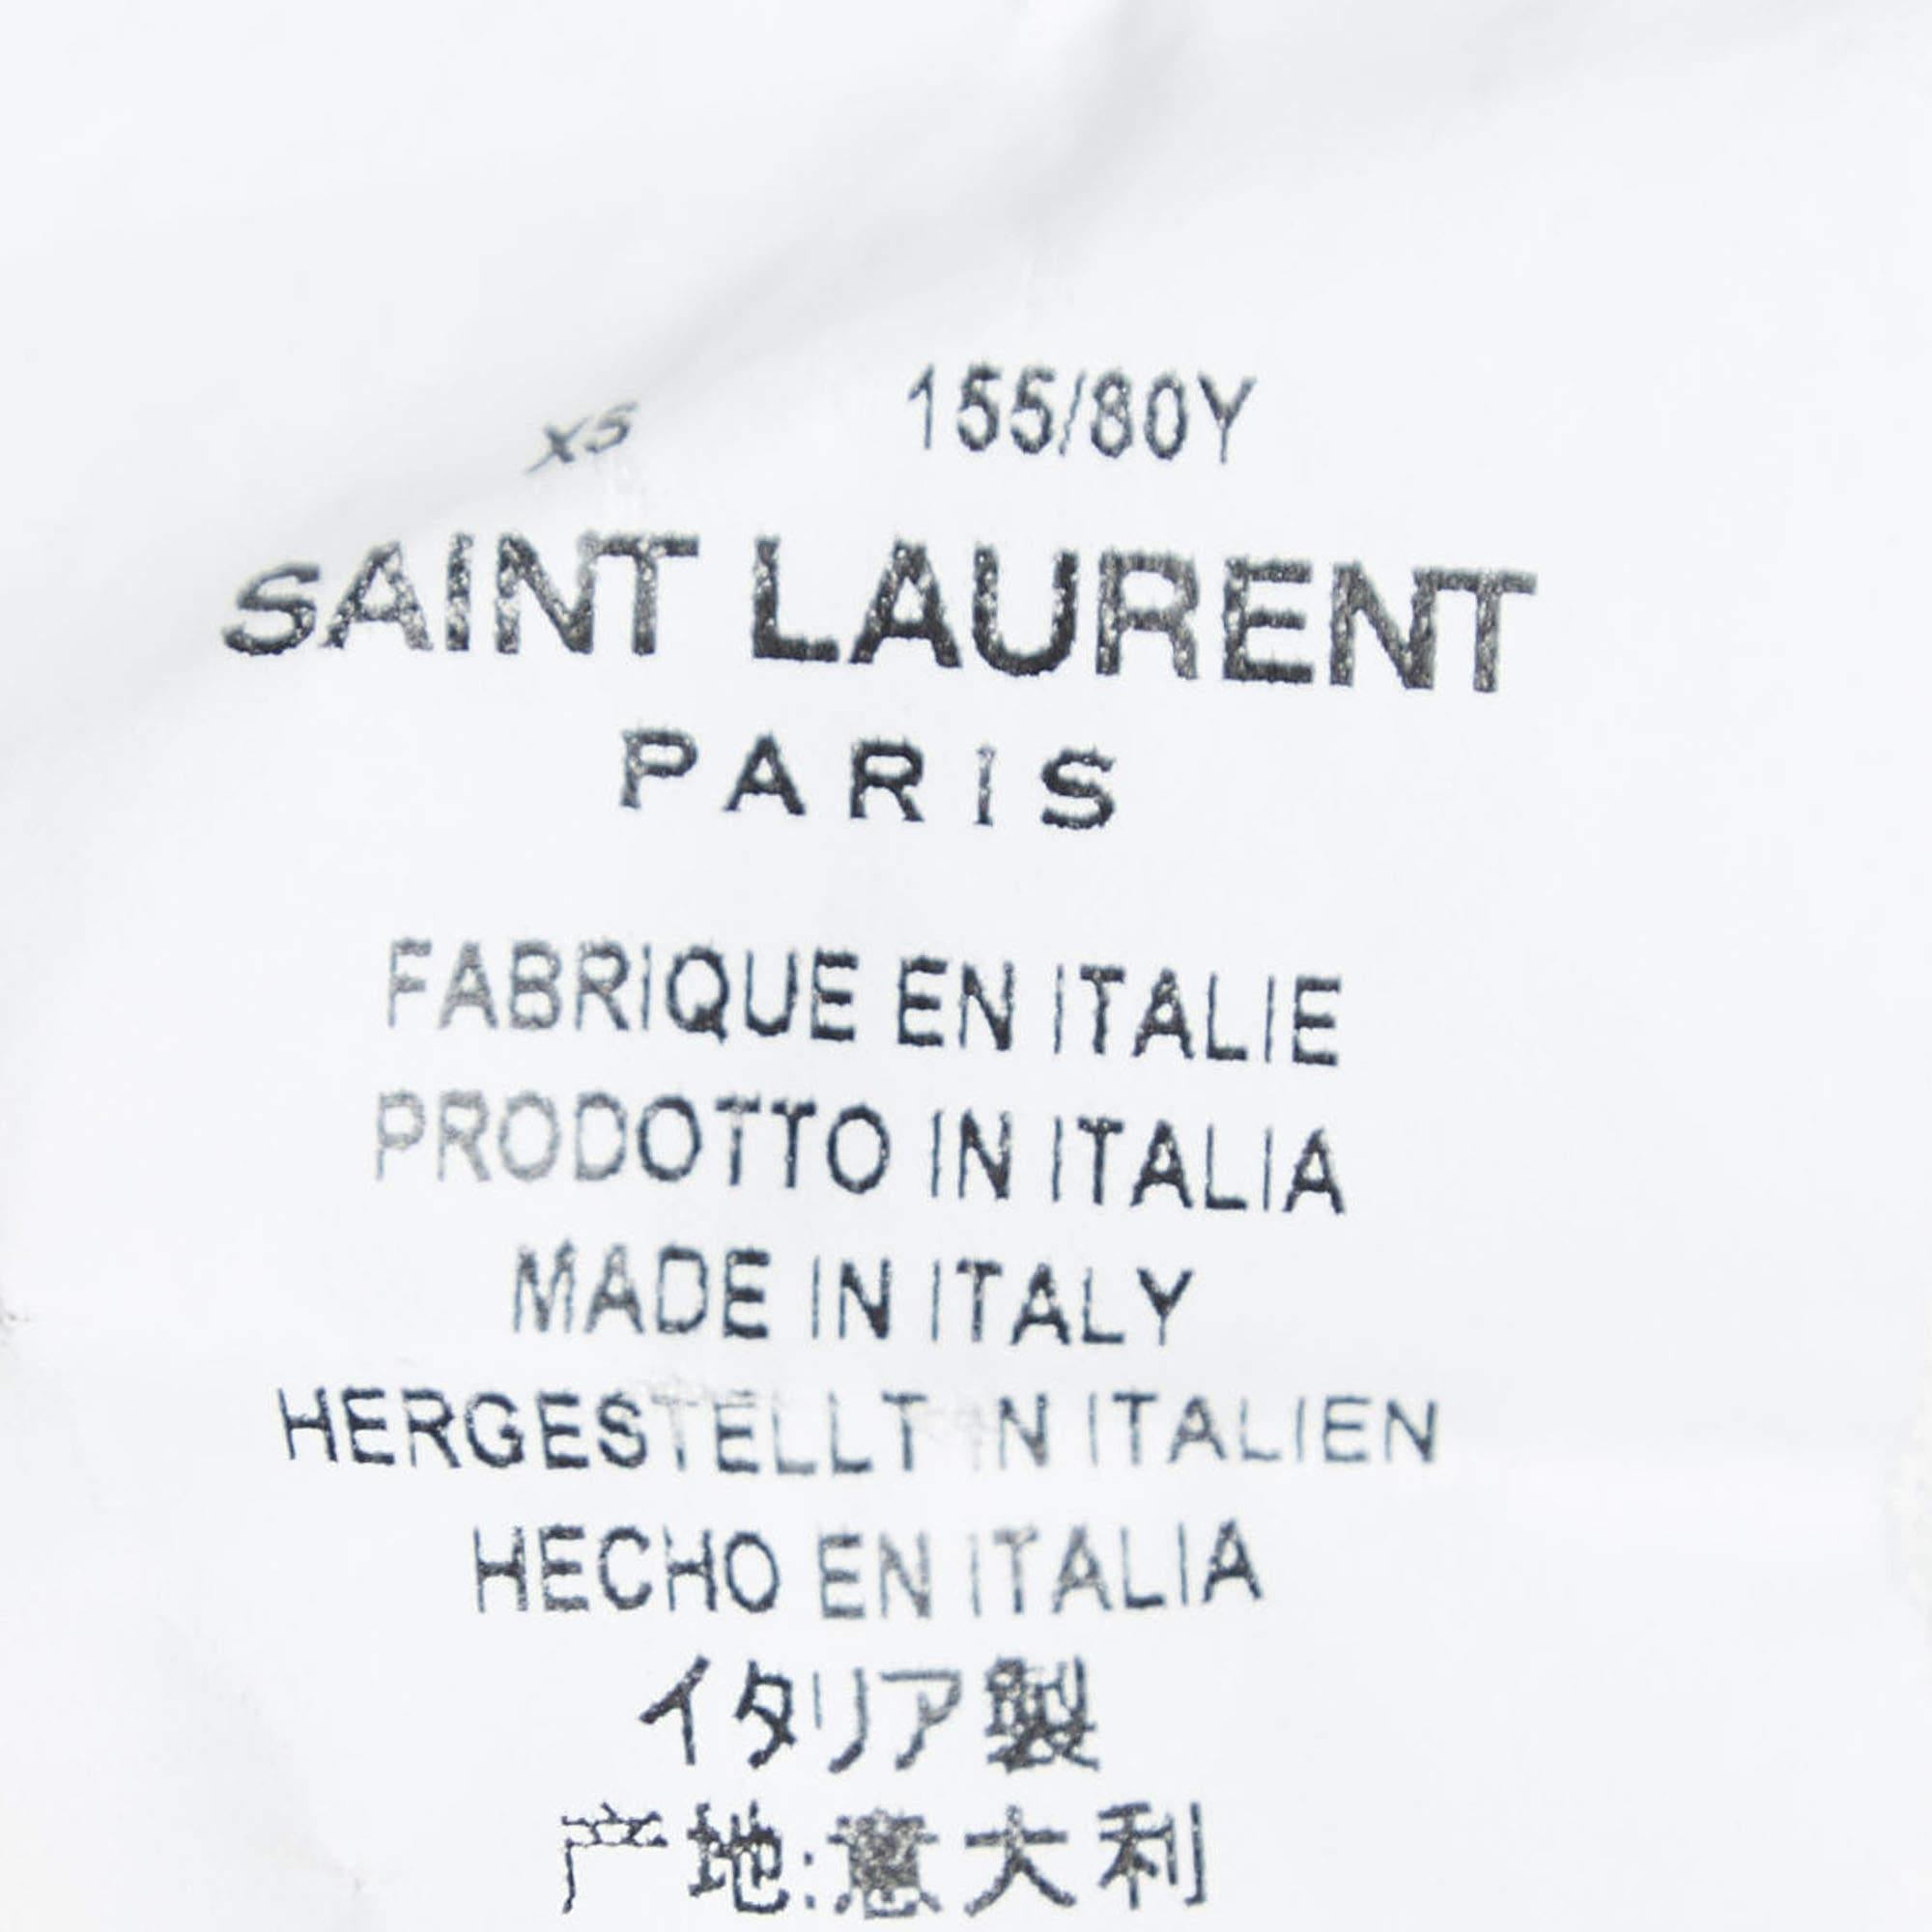 XS 155/80Y
SAINT LAURENT
PARIS
FABRIQUE EN ITALIE
PRODOTTO IN ITALIA
MADE IN ITALY
HERGESTELLT IN ITALIEN
HECHO EN ITALIA
イタリア製
产地:意大利